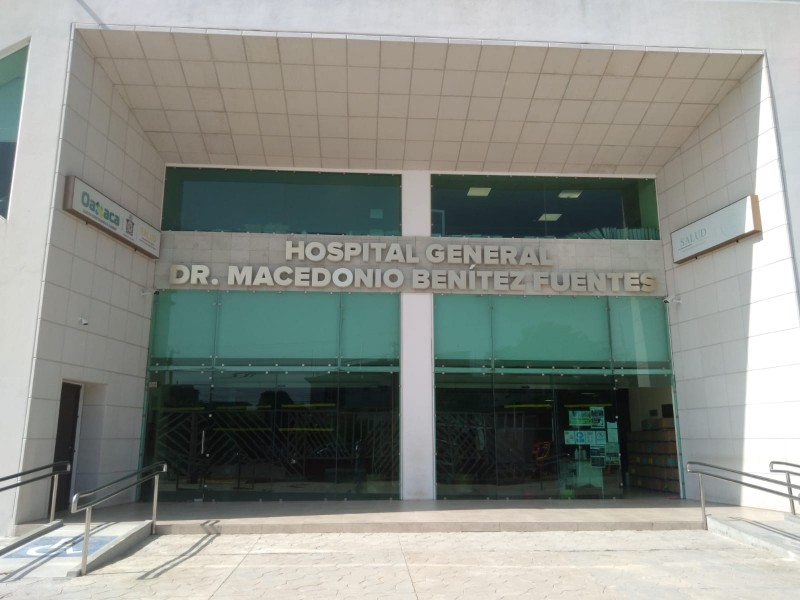 Oaxaca
SALUD
HOSPITAL GENERAL
DR. MACEDONIO BENÍTEZ FUENTES